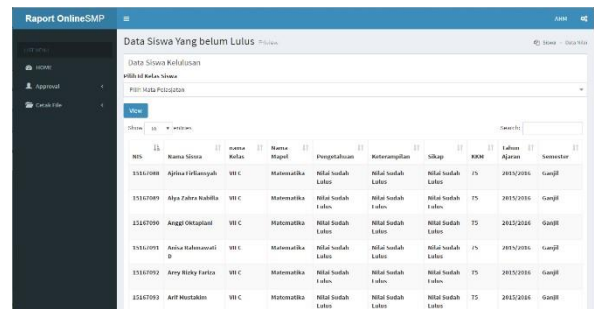 Raport OnlineSMP
AHM
LIST MENU
HOME
Approval
Cetak File
Data Siswa Yang belum Lulus
Siswa
Data Siswa Kelulusan
Pilih Id Kelas Siswa
Pilih Mata Pelajaran
View
Show 10 entries
Search:
NIS Nama Siswa nama Kelas Nama Mapel Pengetahuan Keterampilan Sikap KKM Tahun Ajaran Semester
15167088 Ajrina Firliansyah VII C Matematika Nilai Sudah Lulus Nilai Sudah Lulus Nilai Sudah Lulus 75 2015/2016 Ganjil
15167089 Alya Zahra Nabilla VII C Matematika Nilai Sudah Lulus Nilai Sudah Lulus Nilai Sudah Lulus 75 2015/2016 Ganjil
15167090 Anggi Oktapiani VII C Matematika Nilai Sudah Lulus Nilai Sudah Lulus Nilai Sudah Lulus 75 2015/2016 Ganjil
15167091 Anisa Rahmawati D VII C Matematika Nilai Sudah Lulus Nilai Sudah Lulus Nilai Sudah Lulus 75 2015/2016 Ganjil
15167092 Arey Rizky Fariza VII C Matematika Nilai Sudah Lulus Nilai Sudah Lulus Nilai Sudah Lulus 75 2015/2016 Ganjil
15167093 Arif Mustakim VII C Matematika Nilai Sudah Lulus Nilai Sudah Lulus Nilai Sudah Lulus 75 2015/2016 Ganjil